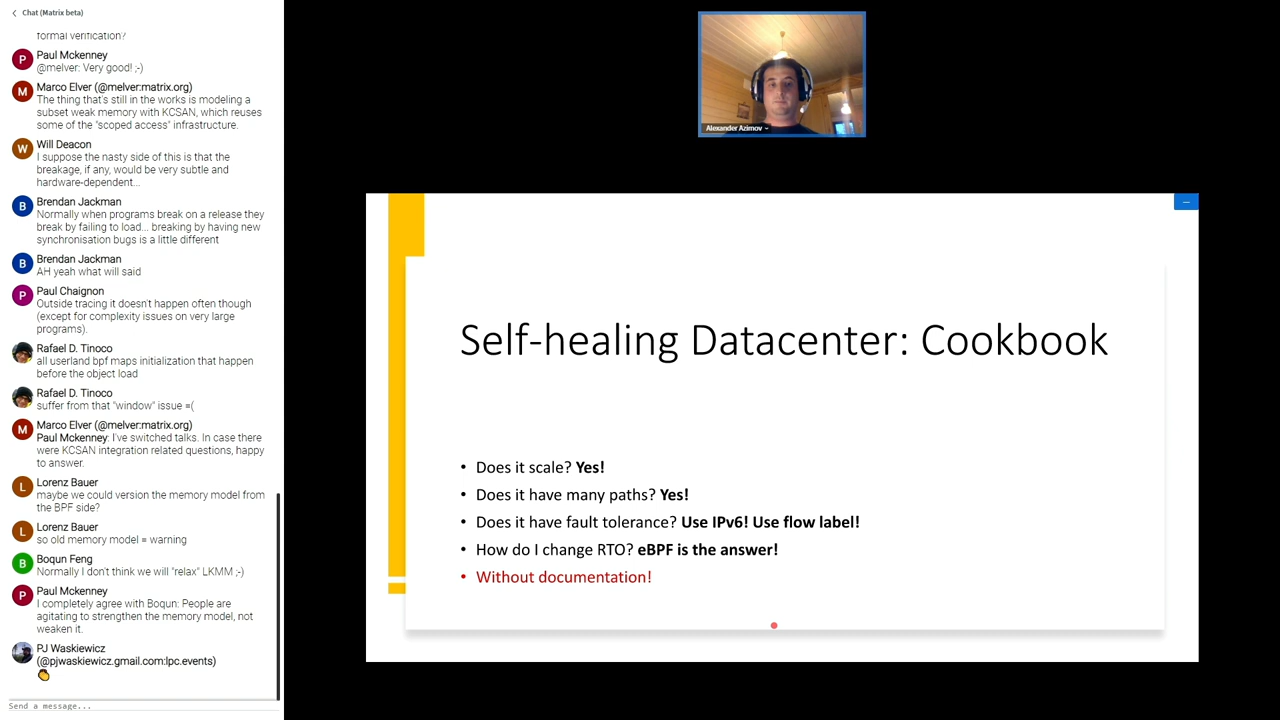 Chat (Matrix beta)
formal verification?
P
Paul Mckenney
@melver: Very good! ;-)
M
Marco Elver (@melver:matrix.org)
The thing that's still in the works is modeling a
subset weak memory with KCSAN, which reuses
some of the "scoped access" infrastructure.
W
Will Deacon
I suppose the nasty side of this is that the
breakage, if any, would be very subtle and
hardware-dependent...
B
Brendan Jackman
Normally when programs break on a release they
break by failing to load... breaking by having new
synchronisation bugs is a little different
B
Brendan Jackman
AH yeah what will said
P
Paul Chaignon
Outside tracing it doesn't happen often though
(except for complexity issues on very large
programs).
Rafael D. Tinoco
all userland bpf maps initialization that happen
before the object load
Rafael D. Tinoco
suffer from that "window" issue =(
M
Marco Elver (@melver:matrix.org)
Paul Mckenney: I've switched talks. In case there
were KCSAN integration related questions, happy
to answer.
L
Lorenz Bauer
maybe we could version the memory model from
the BPF side?
L
Lorenz Bauer
so old memory model = warning
B
Boqun Feng
Normally I don't think we will "relax" LKMM ;-)
P
Paul Mckenney
I completely agree with Boqun: People are
agitating to strengthen the memory model, not
weaken it.
PJ Waskiewicz
(@pjwaskiewicz.gmail.com:lpc.events)
👏
Send a message...
Alexander Azimov
Self-healing Datacenter: Cookbook
• Does it scale? Yes!
• Does it have many paths? Yes!
• Does it have fault tolerance? Use IPv6! Use flow label!
• How do I change RTO? eBPF is the answer!
• Without documentation!